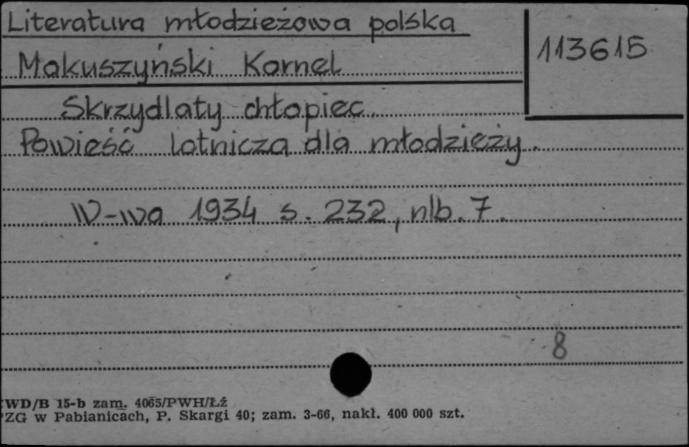 Literatura młodzieżowa polska
113615
Makuszyński Kornel
Skrzydlaty chłopiec.
Powieść lotnicza dla młodzieży.
W-wa 1934 s. 232, nlb. 7.
8
WD/B 15-b zam. 4065/PWH/Łź
ZG w Pabianicach, P. Skargi 40; zam. 3-66, nakł. 400 000 szt.